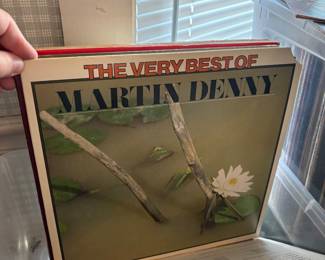 THE VERY BEST OF
MARTIN DENNY